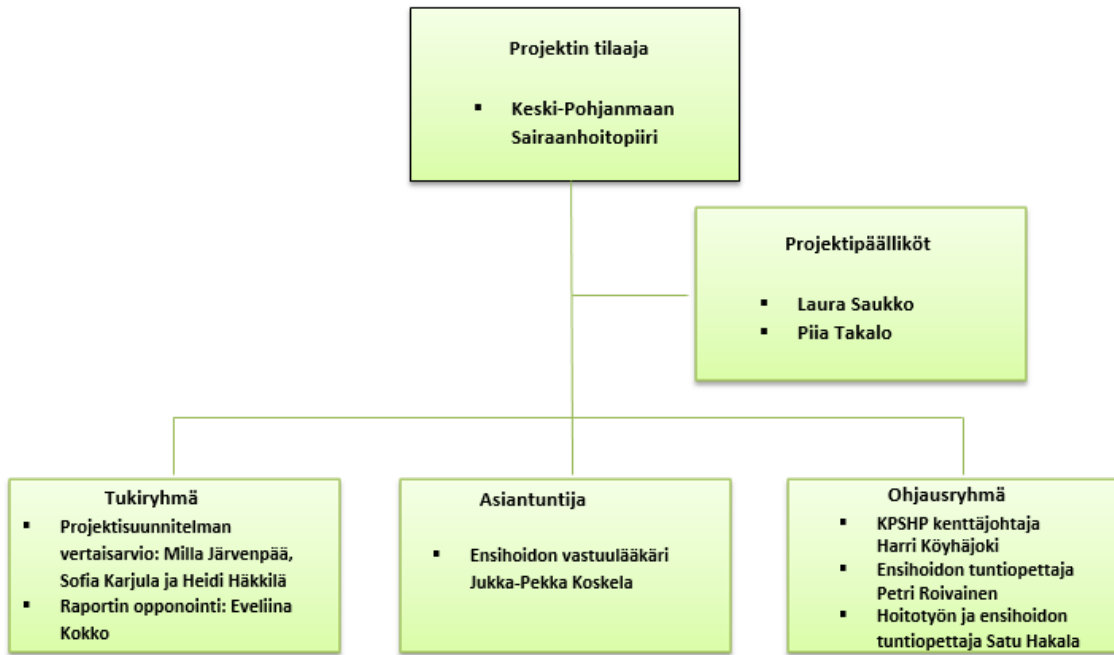 Projektin tilaaja
▪ Keski-Pohjanmaan
Sairaanhoitopiiri
Projektipäälliköt
▪ Laura Saukko
▪ Piia Takalo
Tukiryhmä
▪ Projektisuunnitelman
vertaisarvio: Milla Järvenpää,
Sofia Karjula ja Heidi Häkkilä
▪ Raportin opponointi: Eveliina
Kokko
Asiantuntija
▪ Ensihoidon vastuulääkäri
Jukka-Pekka Koskela
Ohjausryhmä
▪ KPSHP kenttäjohtaja
Harri Köyhäjoki
▪ Ensihoidon tuntiopettaja
Petri Roivainen
▪ Hoitotyön ja ensihoidon
tuntiopettaja Satu Hakala